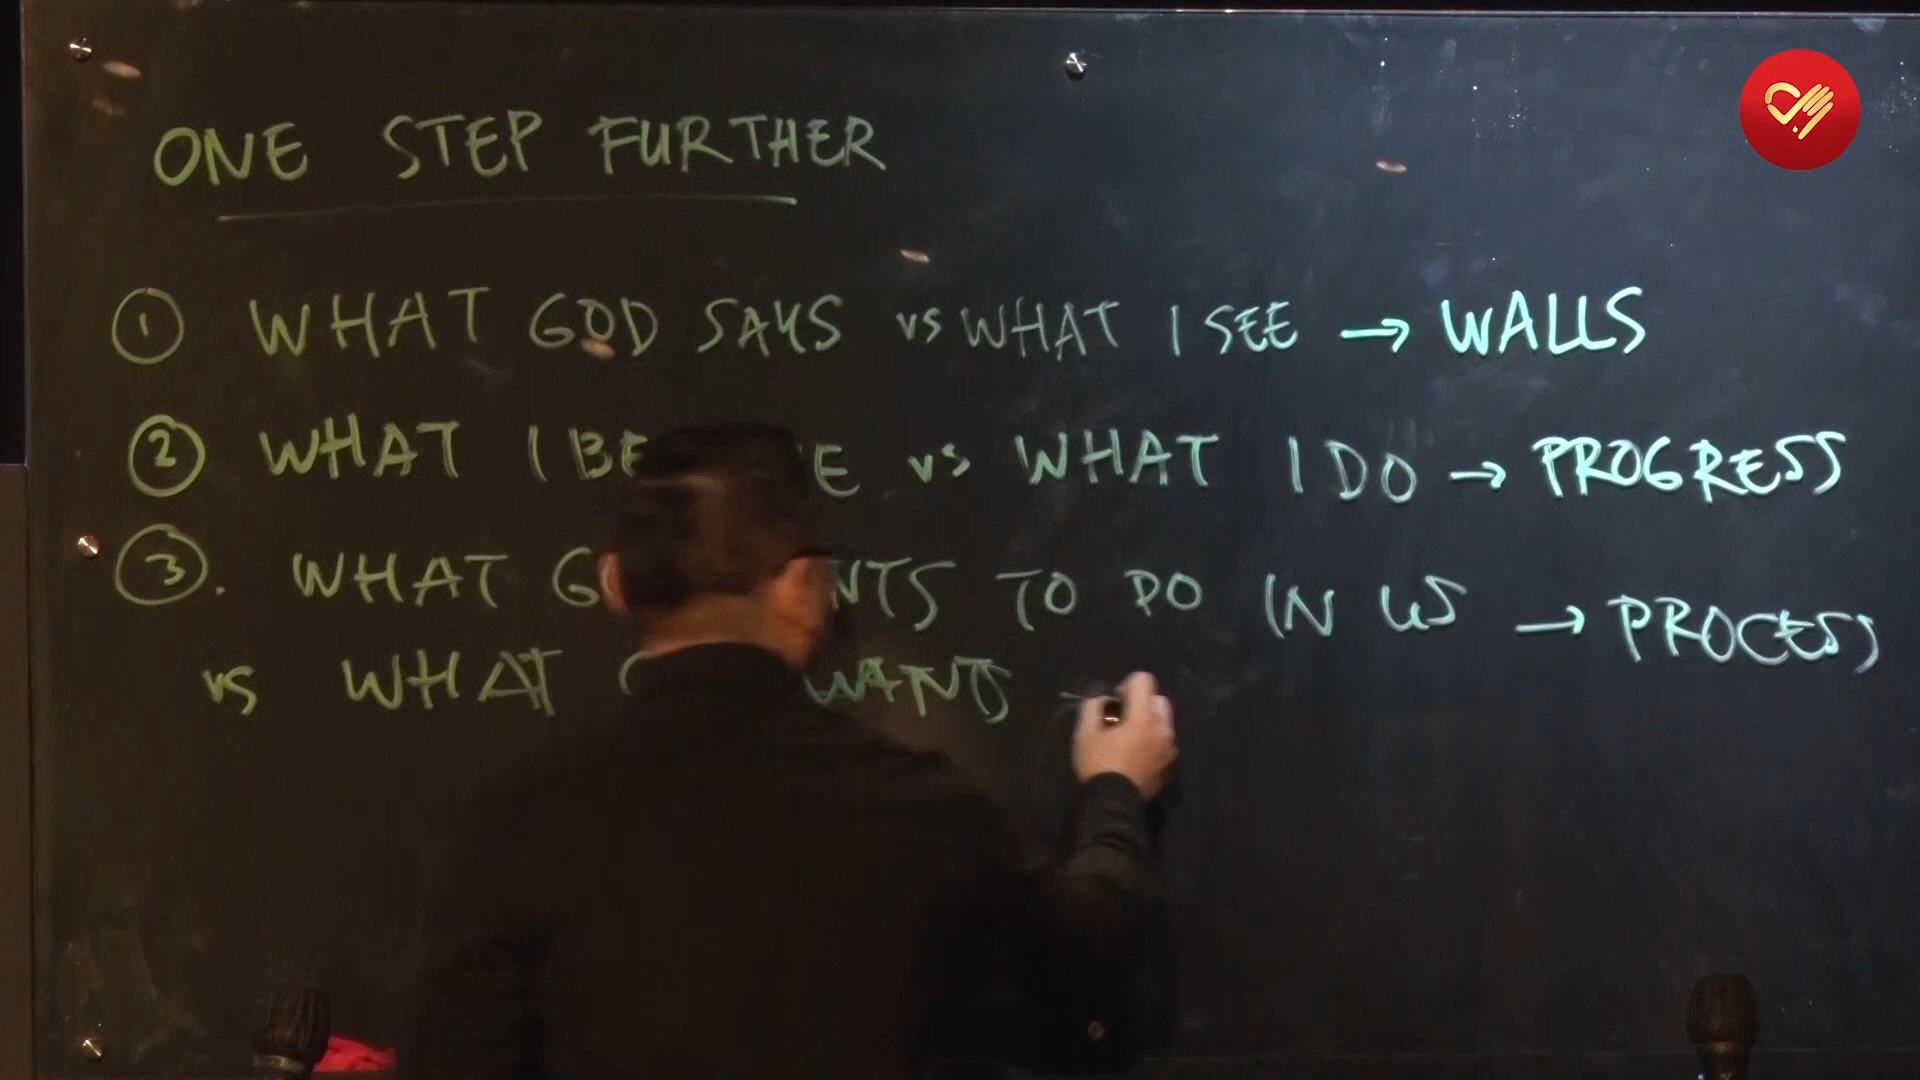 ONE STEP FURTHER
① WHAT GOD SAYS vs WHAT I SEE → WALLS
② WHAT I vs WHAT I DO → PROGRESS
③. WHAT TO DO IN US → PROCESS
vs WHAT WANTS